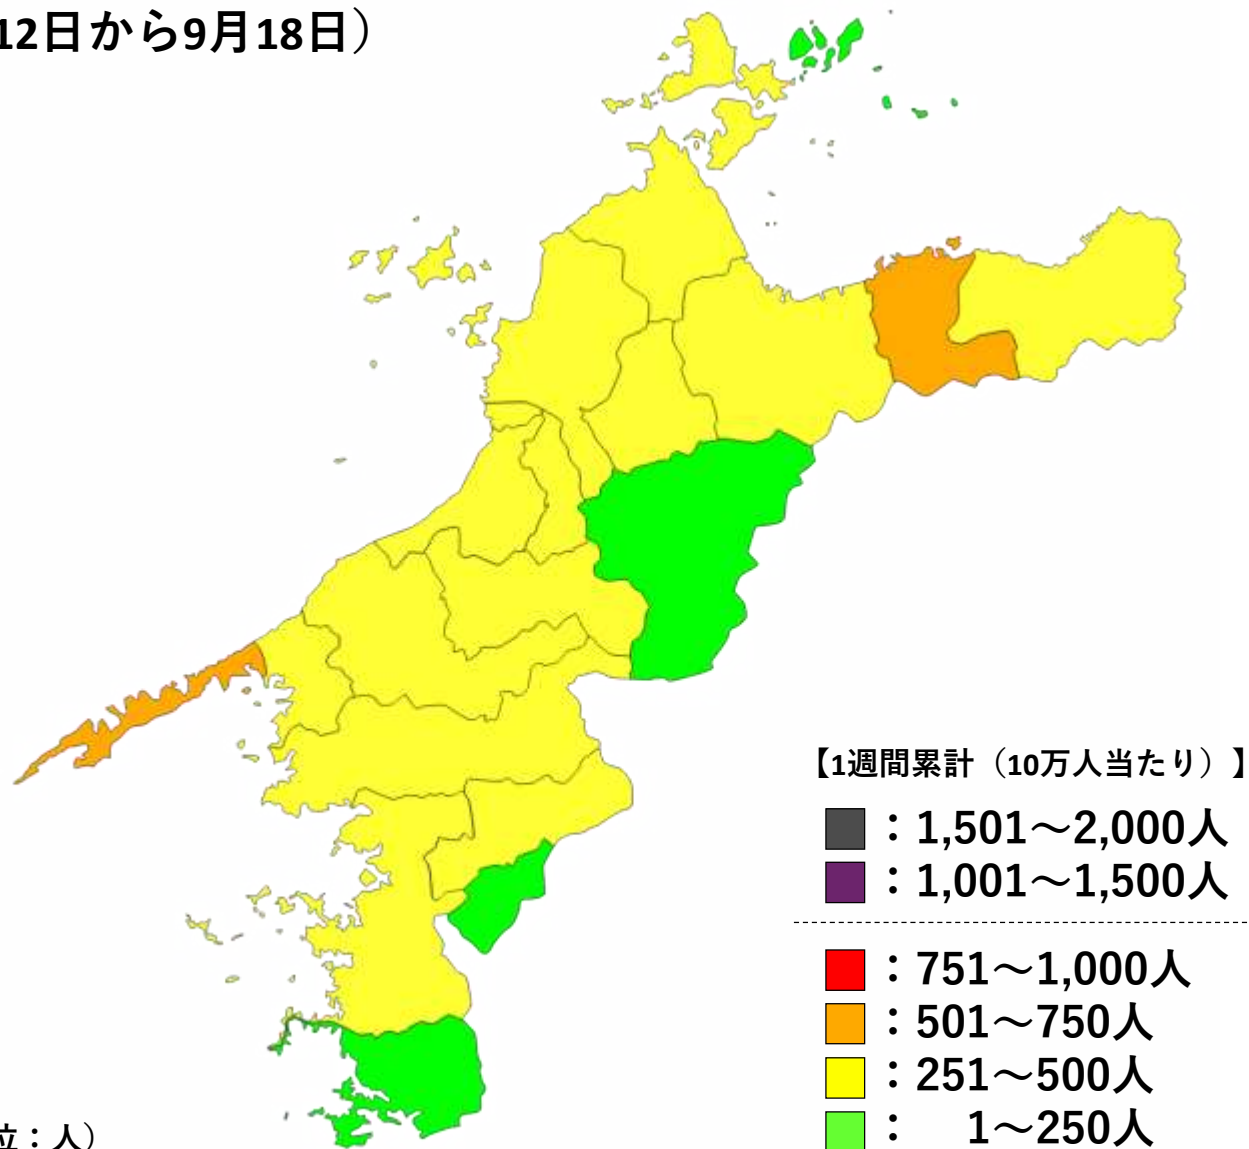 12日から9月18日）
【1週間累計（10万人当たり）】
：1,501～2,000人
：1,001～1,500人
：751～1,000人
：501～750人
：251～500人
： 1～250人
位：人）